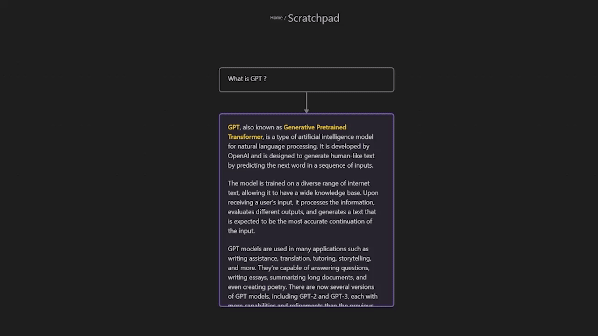 Home / Scratchpad
What is GPT ?
GPT, also known as Generative Pretrained
Transformer, is a type of artificial intelligence model
for natural language processing. It is developed by
OpenAI and is designed to generate human-like text
by predicting the next word in a sequence of inputs.
The model is trained on a diverse range of internet
text, allowing it to have a wide knowledge base. Upon
receiving a user's input, it processes the information,
evaluates different outputs, and generates a text that
is expected to be the most accurate continuation of
the input.
GPT models are used in many applications such as
writing assistance, translation, tutoring, storytelling,
and more. They're capable of answering questions,
writing essays, summarizing long documents, and
even creating poetry. There are now several versions
of GPT models, including GPT-2 and GPT-3, each with
more capabilities and refinements than the previous